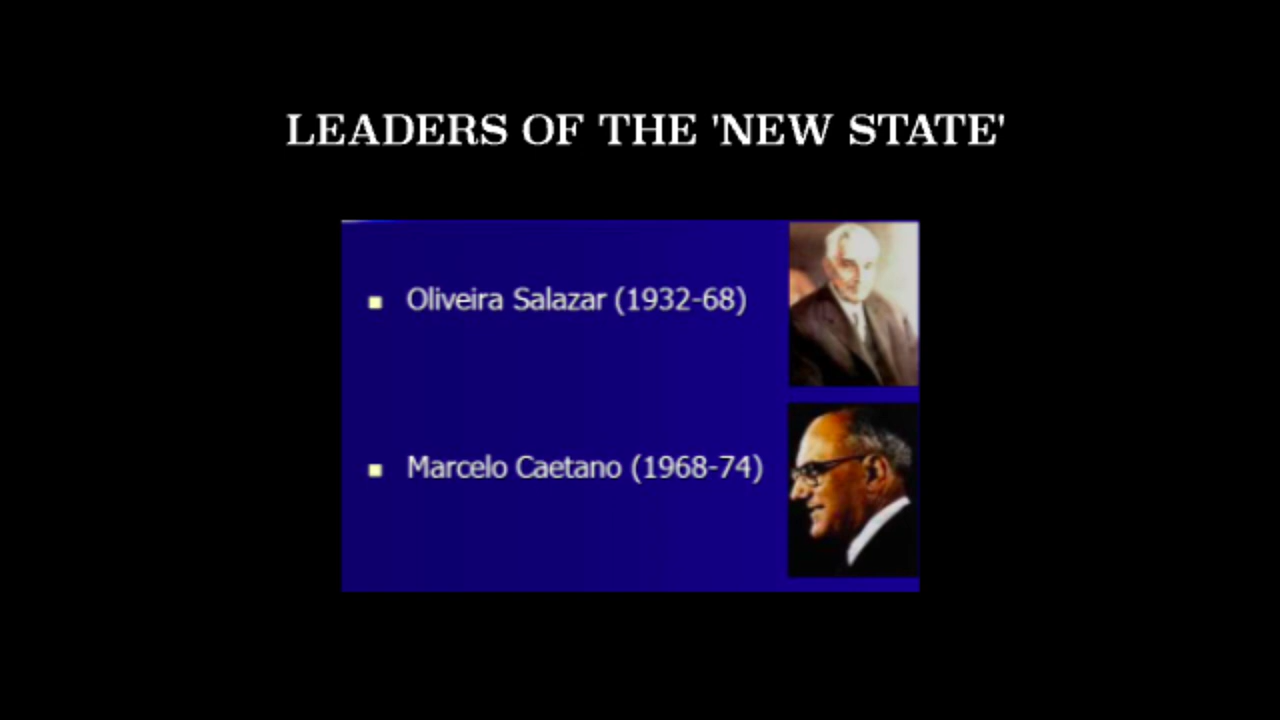 LEADERS OF THE 'NEW STATE'
Oliveira Salazar (1932-68)
Marcelo Caetano (1968-74)